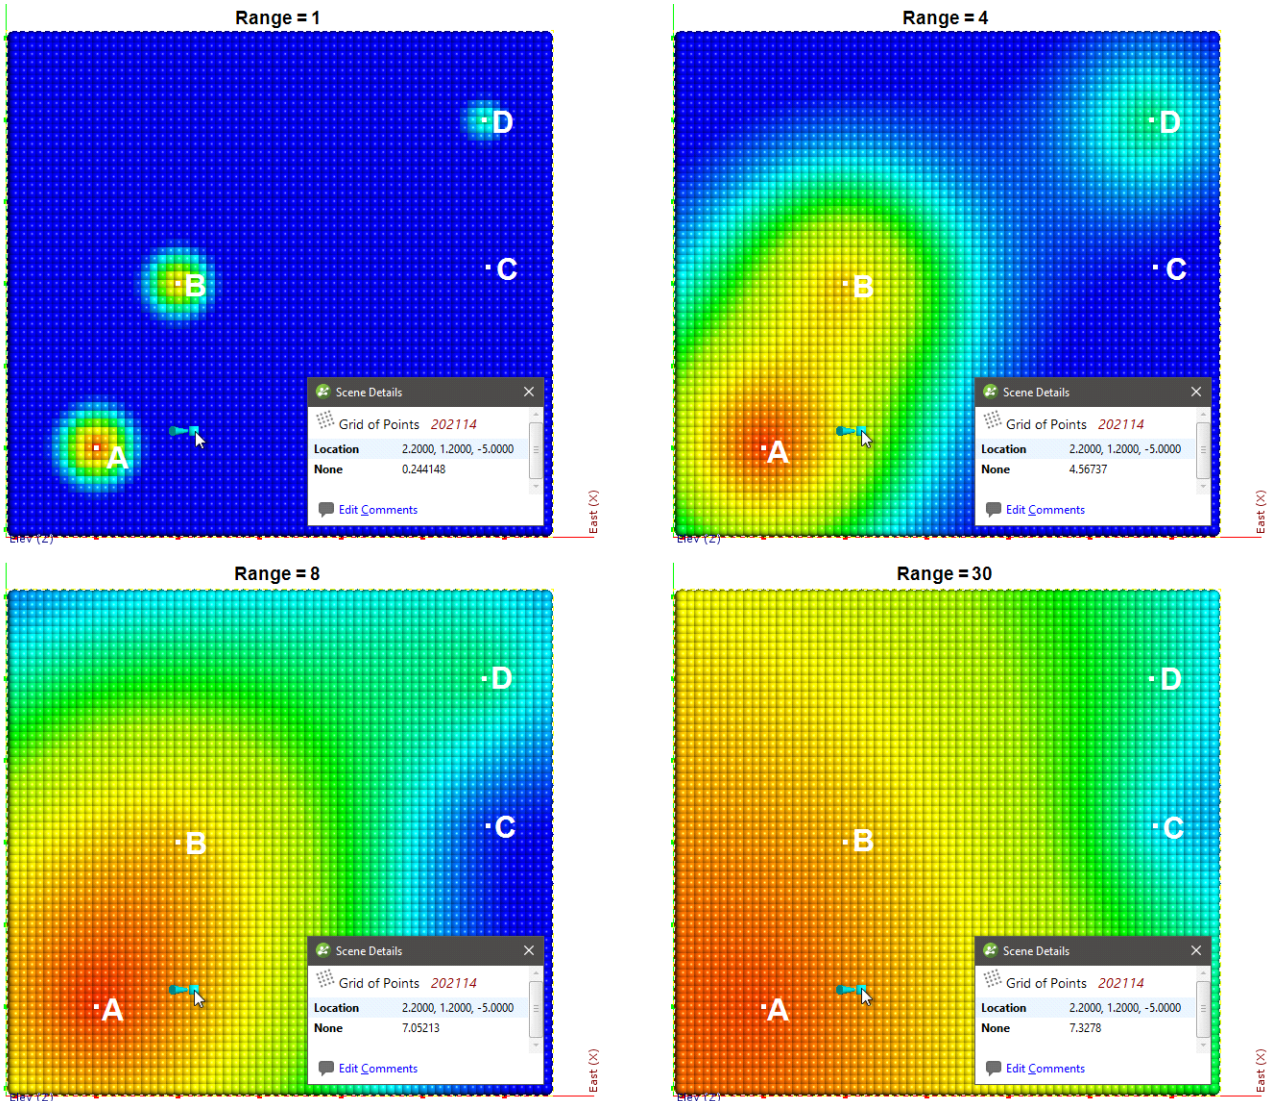 Range = 1
D
B
C
A
Scene Details
Grid of Points 202114
Location 2.2000, 1.2000, -5.0000
None 0.244148
Edit Comments
East (X)
Elev (Z)
Range = 4
D
B
C
A
Scene Details
Grid of Points 202114
Location 2.2000, 1.2000, -5.0000
None 4.56737
Edit Comments
East (X)
Elev (Z)
Range = 8
D
B
C
A
Scene Details
Grid of Points 202114
Location 2.2000, 1.2000, -5.0000
None 7.05213
Edit Comments
East (X)
Elev (Z)
Range = 30
D
B
C
A
Scene Details
Grid of Points 202114
Location 2.2000, 1.2000, -5.0000
None 7.3278
Edit Comments
East (X)
Elev (Z)